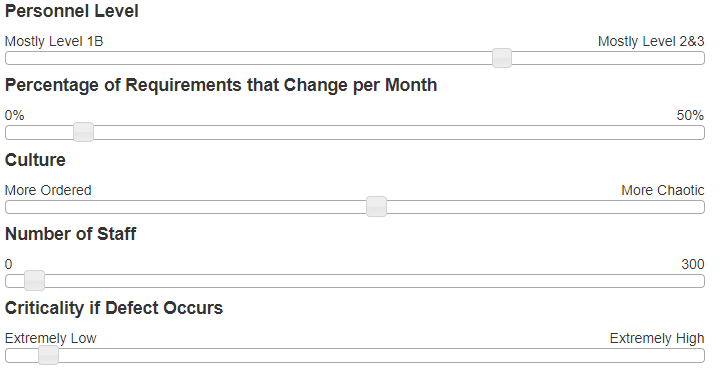 Personnel Level
Mostly Level 1B Mostly Level 2&3
Percentage of Requirements that Change per Month
0% 50%
Culture
More Ordered More Chaotic
Number of Staff
0 300
Criticality if Defect Occurs
Extremely Low Extremely High